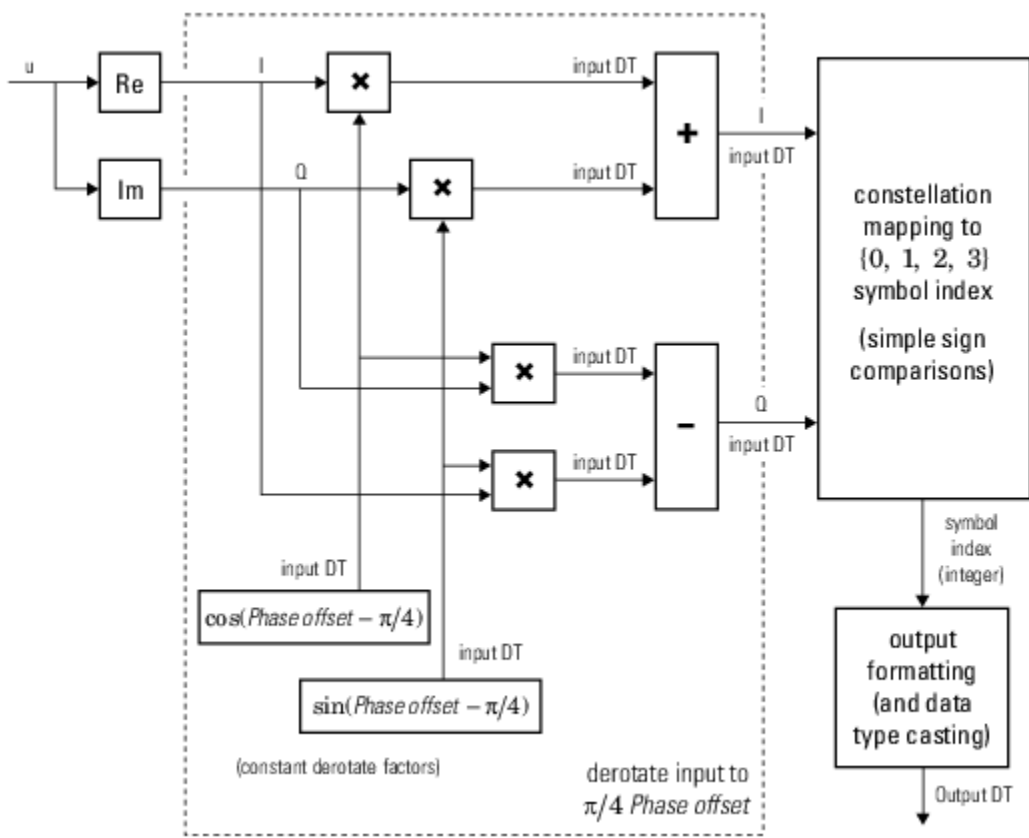 u
Re
I
×
input DT
+
I
input DT
Im
Q
×
input DT
constellation
mapping to
{0, 1, 2, 3}
symbol index
(simple sign
comparisons)
×
input DT
−
Q
input DT
×
input DT
symbol
index
(integer)
input DT
cos(Phase offset − π/4)
input DT
sin(Phase offset − π/4)
(constant derotate factors)
derotate input to
π/4 Phase offset
output
formatting
(and data
type casting)
Output DT